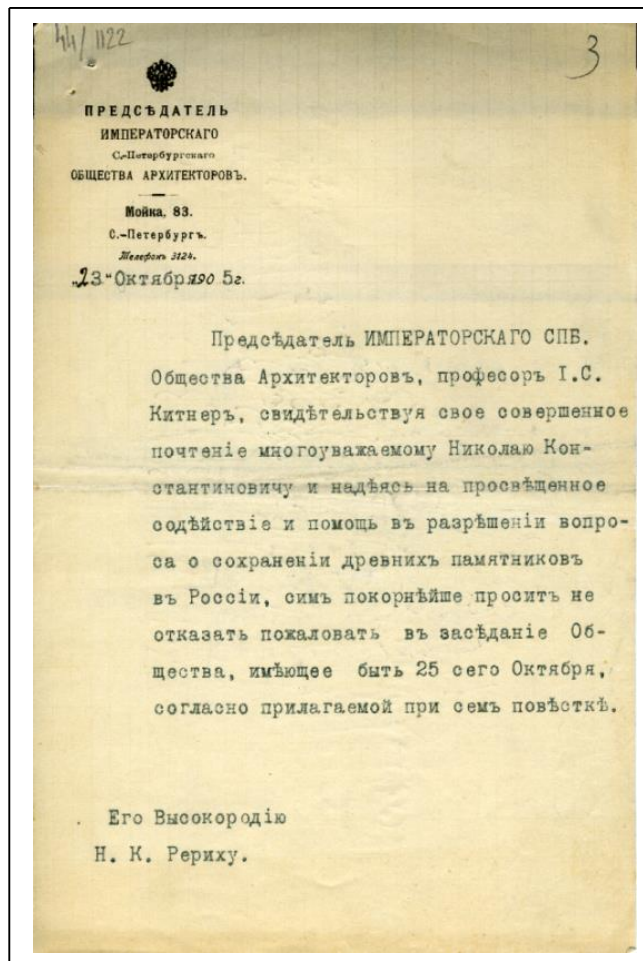 44/1122
3
ПРЕДСѢДАТЕЛЬ
ИМПЕРАТОРСКАГО
С.-Петербургскаго
ОБЩЕСТВА АРХИТЕКТОРОВЪ.
Мойка, 83.
С.-Петербургъ.
Телефонъ 3124.
„23“ Октября 1905г.
Предсѣдатель ИМПЕРАТОРСКАГО СПБ.
Общества Архитекторовъ, професоръ І.С.
Китнеръ, свидѣтельствуя свое совершенное
почтеніе многоуважаемому Николаю Кон-
стантиновичу и надѣясь на просвѣщенное
содѣйствіе и помощь въ разрѣшеніи вопро-
са о сохраненіи древнихъ памятниковъ
въ Россіи, симъ покорнѣйше проситъ не
отказать пожаловать въ засѣданіе Об-
щества, имѣющее быть 25 сего Октября,
согласно прилагаемой при семъ повѣсткѣ.
Его Высокородію
Н. К. Рериху.